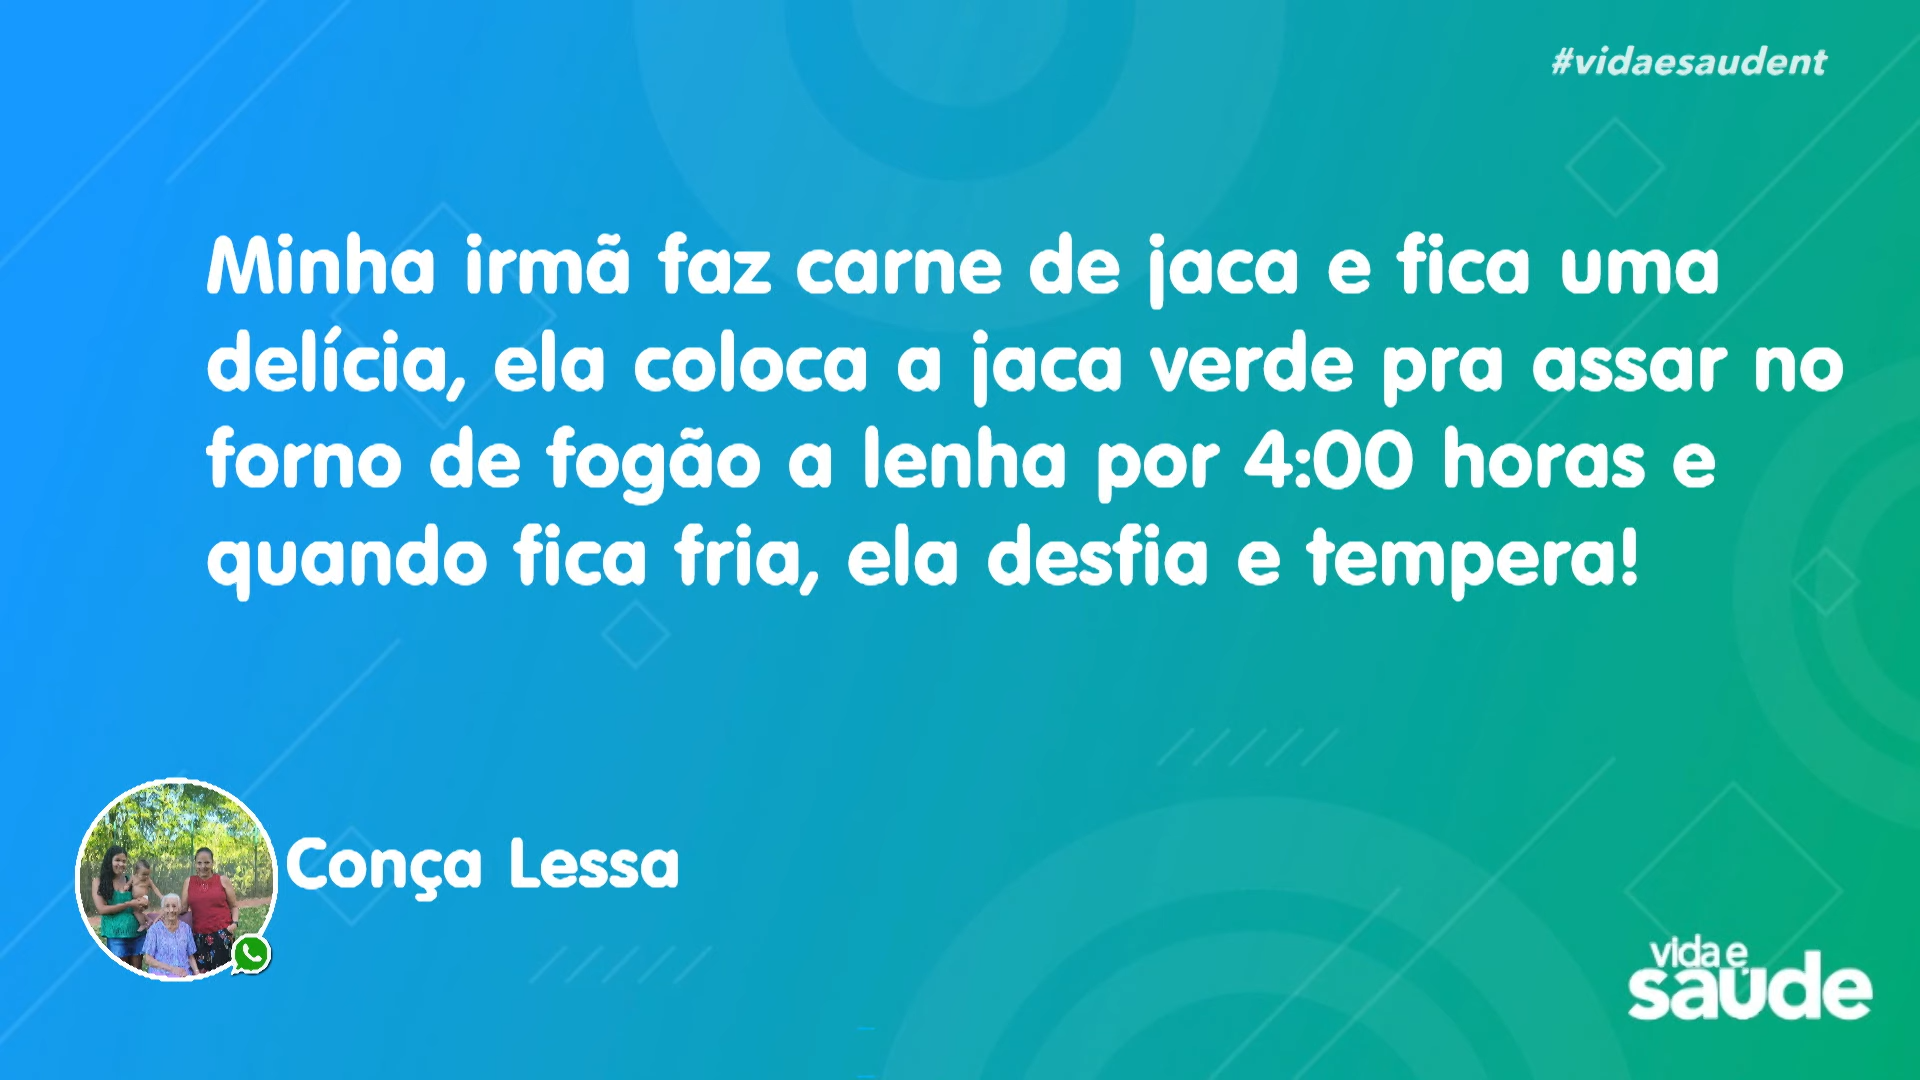 #vidaesaudent
Minha irmã faz carne de jaca e fica uma
delícia, ela coloca a jaca verde pra assar no
forno de fogão a lenha por 4:00 horas e
quando fica fria, ela desfia e tempera!
Conça Lessa
vida e
saúde